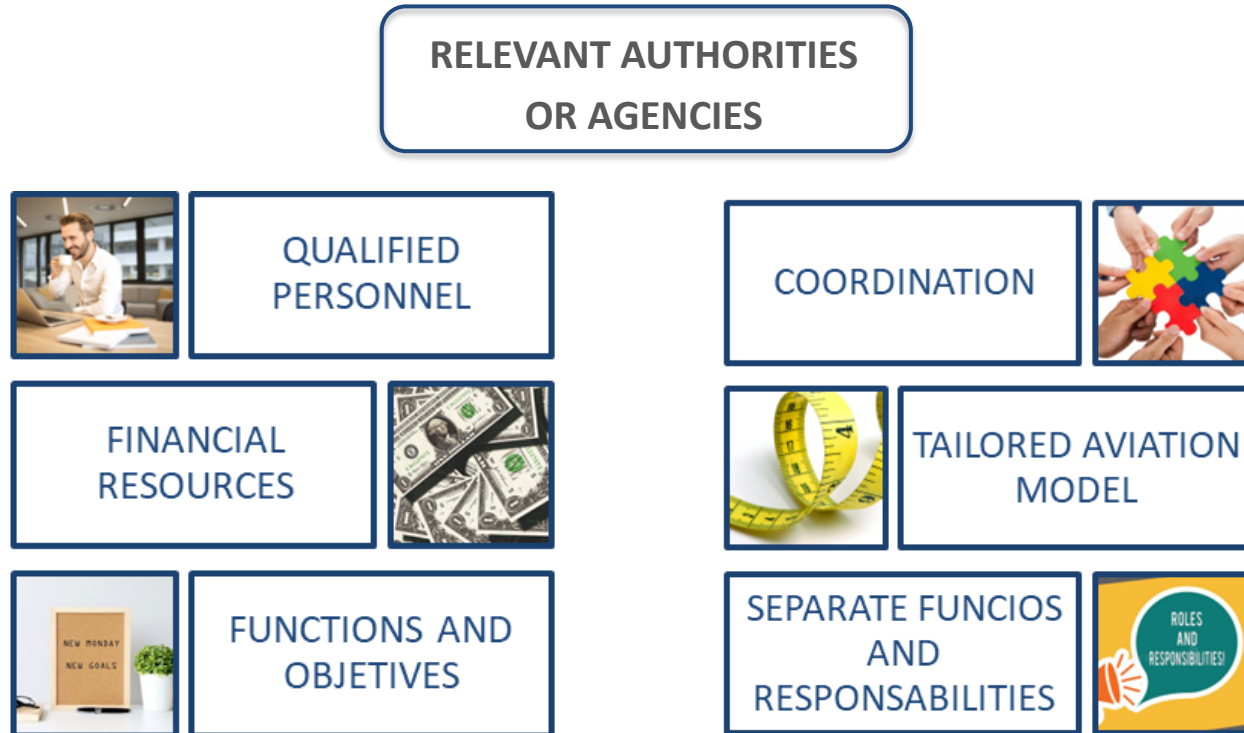 RELEVANT AUTHORITIES
OR AGENCIES
QUALIFIED
PERSONNEL
FINANCIAL
RESOURCES
NEW MONDAY
NEW GOALS
FUNCTIONS AND
OBJETIVES
COORDINATION
TAILORED AVIATION
MODEL
SEPARATE FUNCIOS
AND
RESPONSABILITIES
ROLES
AND
RESPONSIBILITIES!